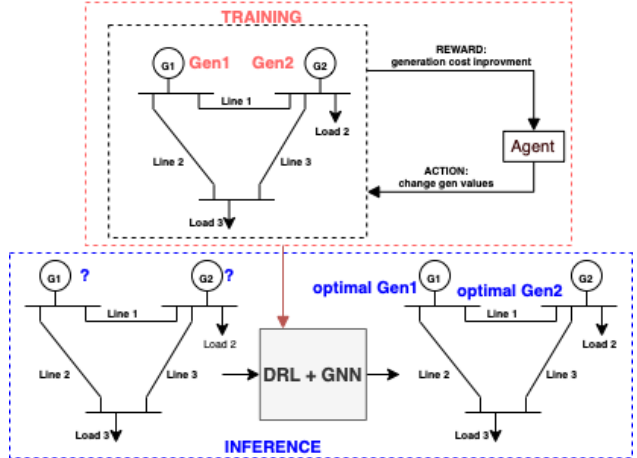 TRAINING
G1
Gen1
Gen2
G2
REWARD:
generation cost inprovment
Line 1
Load 2
Agent
Line 2
Line 3
ACTION:
change gen values
Load 3
G1
?
G2
?
optimal Gen1
G1
optimal Gen2
G2
Line 1
Load 2
Line 1
Load 2
Line 2
Line 3
DRL + GNN
Line 2
Line 3
Load 3
INFERENCE
Load 3